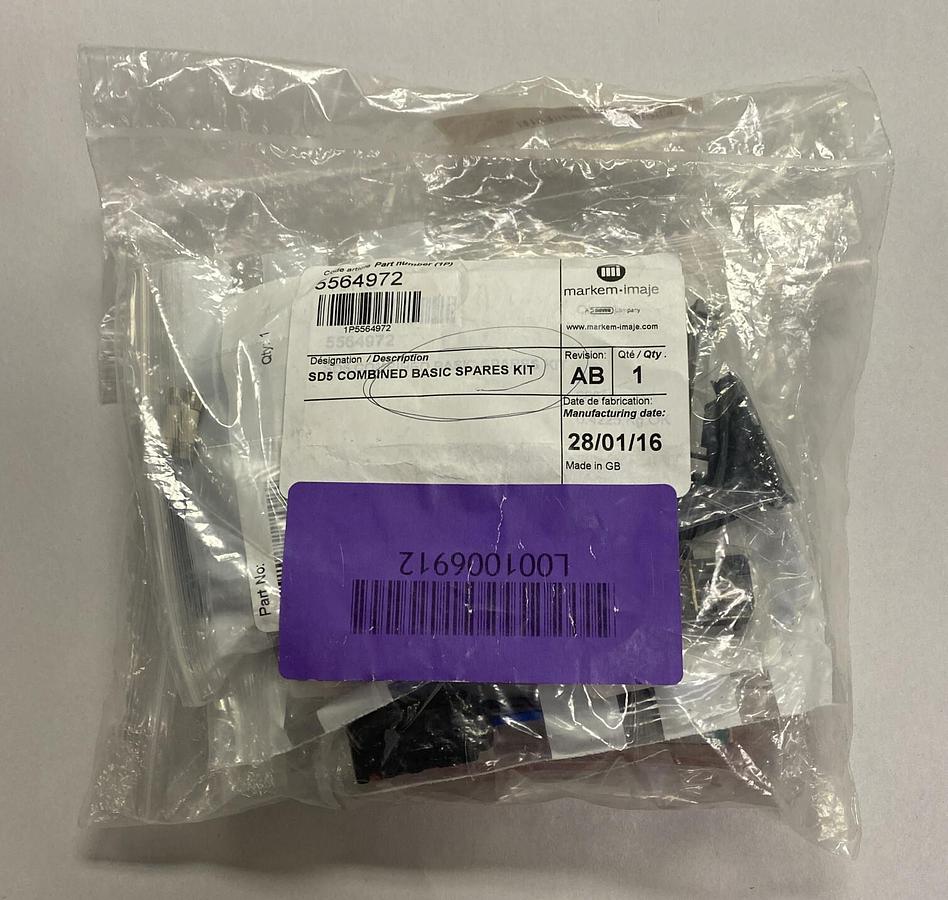 Code article Part number (1P)
5564972
1P5564972
5564972
Désignation / Description
SD5 COMBINED BASIC SPARES KIT
markem-imaje
Company
www.markem-imaje.com
Revision:
AB
Qté / Qty .
1
Date de fabrication:
Manufacturing date:
28/01/16
Made in GB
Qty: 1
Part No:
L001006912